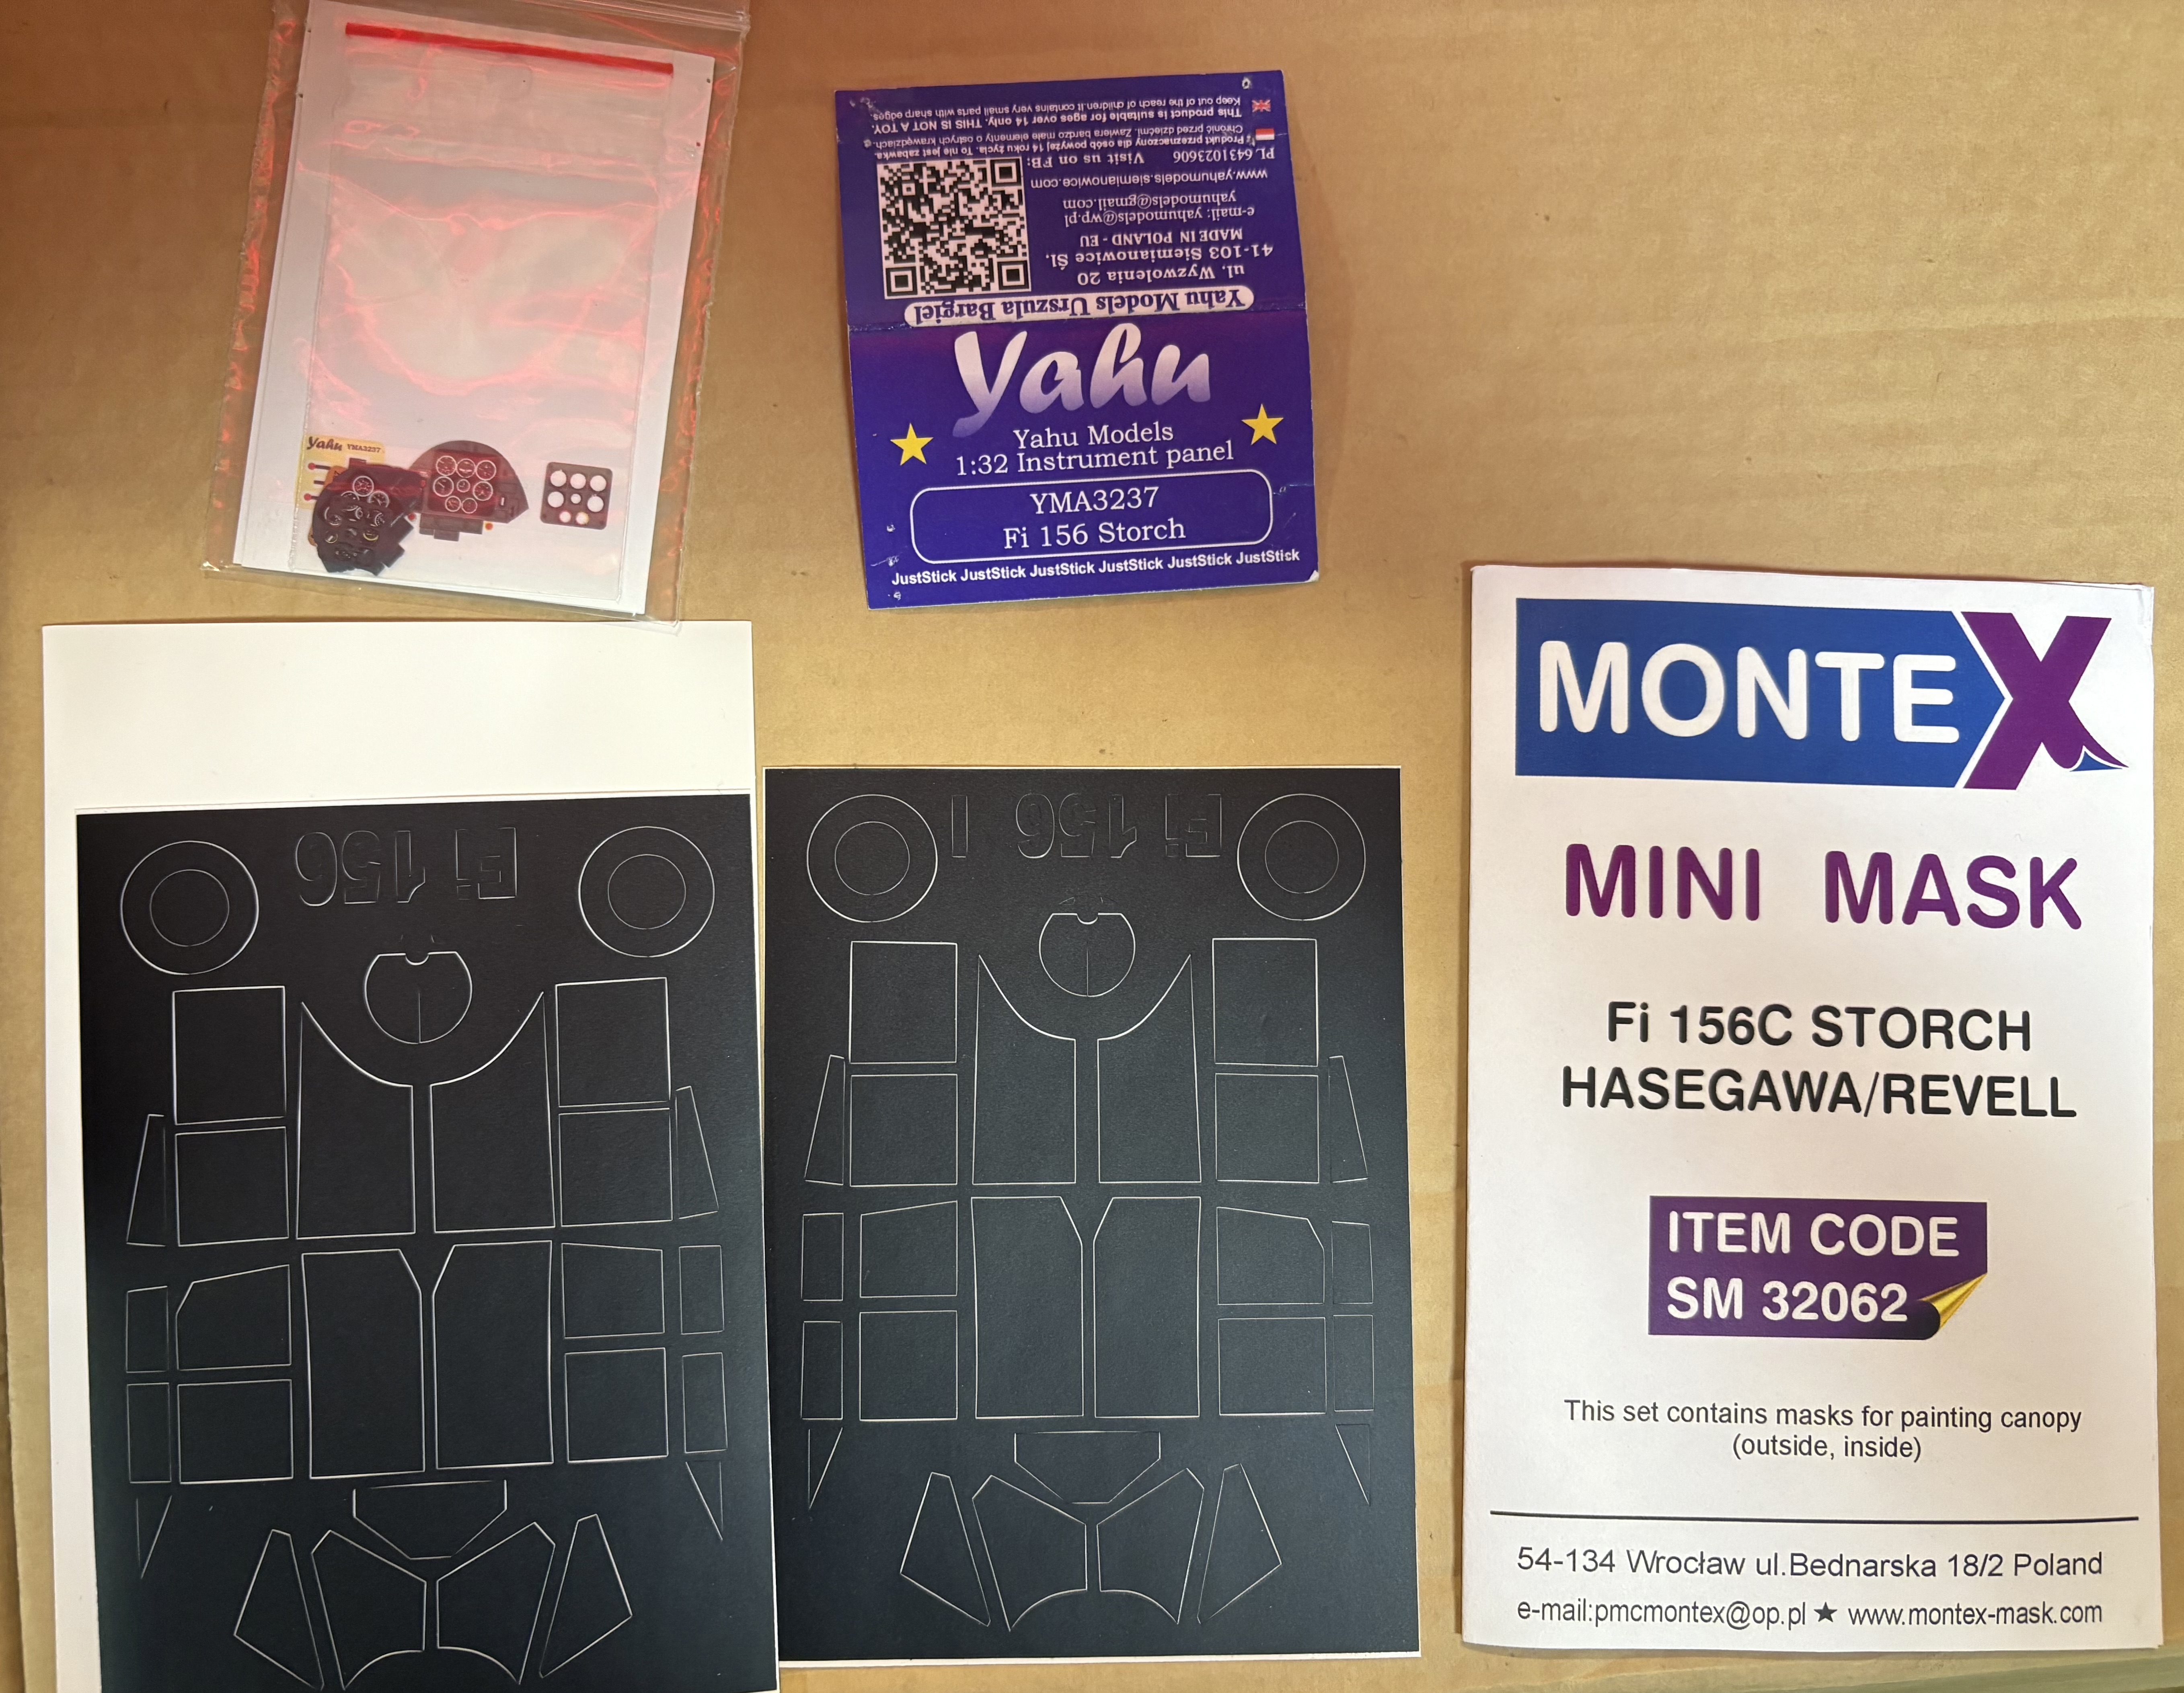 Yahu YMA3237
Keep out of the reach of children.It contains very small parts with sharp edges.
This product is suitable for ages over 14 only. THIS IS NOT A TOY.
Chronić przed dziećmi. Zawiera bardzo małe elementy o ostrych krawędziach.
Produkt przeznaczony dla osób powyżej 14 roku życia. To nie jest zabawka.
PL 6431023606 Visit us on FB:
www.yahumodels.siemianowice.com
yahumodels@gmail.com
e-mail: yahumodels@wp.pl
MADE IN POLAND - EU
41-103 Siemianowice Śl.
ul. Wyzwolenia 20
Yahu Models Urszula Bargiel
Yahu
Yahu Models
1:32 Instrument panel
YMA3237
Fi 156 Storch
JustStick JustStick JustStick JustStick JustStick JustStick
Fi 156
Fi 156 I
MONTEX
MINI MASK
Fi 156C STORCH
HASEGAWA/REVELL
ITEM CODE
SM 32062
This set contains masks for painting canopy
(outside, inside)
54-134 Wrocław ul.Bednarska 18/2 Poland
e-mail:pmcmontex@op.pl ★ www.montex-mask.com